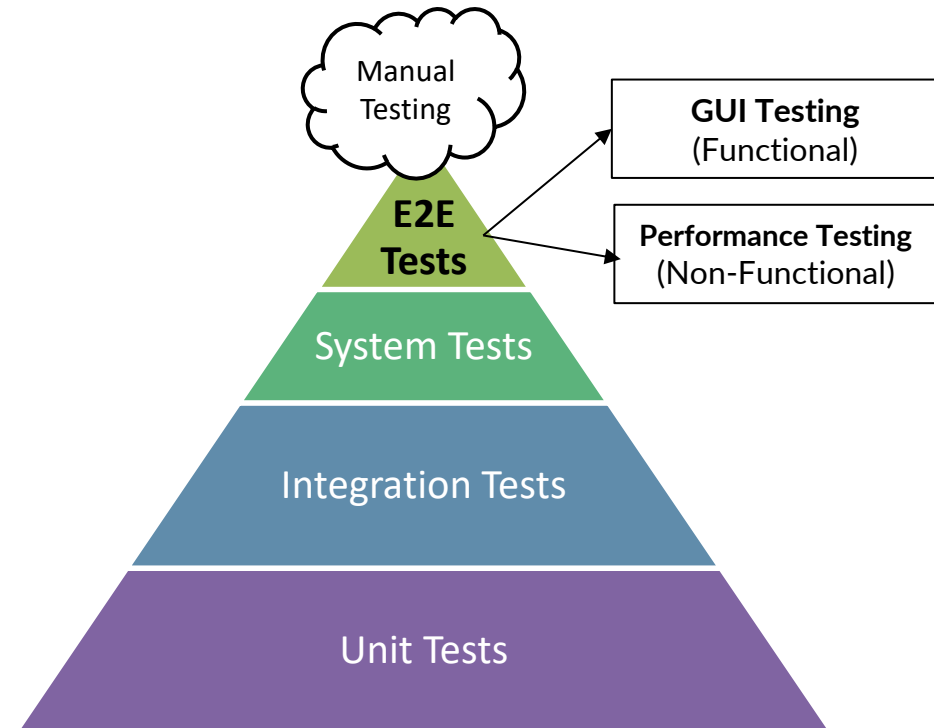 Manual
Testing
GUI Testing
(Functional)
E2E
Tests
Performance Testing
(Non-Functional)
System Tests
Integration Tests
Unit Tests